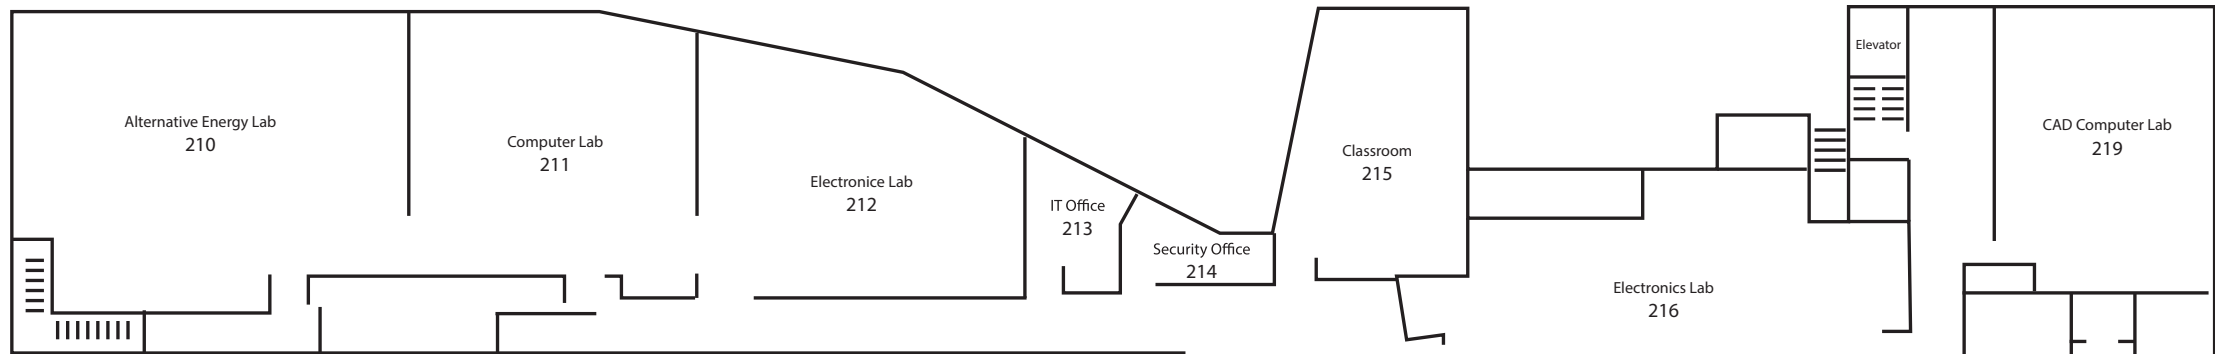 Alternative Energy Lab
210
Computer Lab
211
Electronice Lab
212
IT Office
213
Security Office
214
Classroom
215
Electronics Lab
216
Elevator
CAD Computer Lab
219